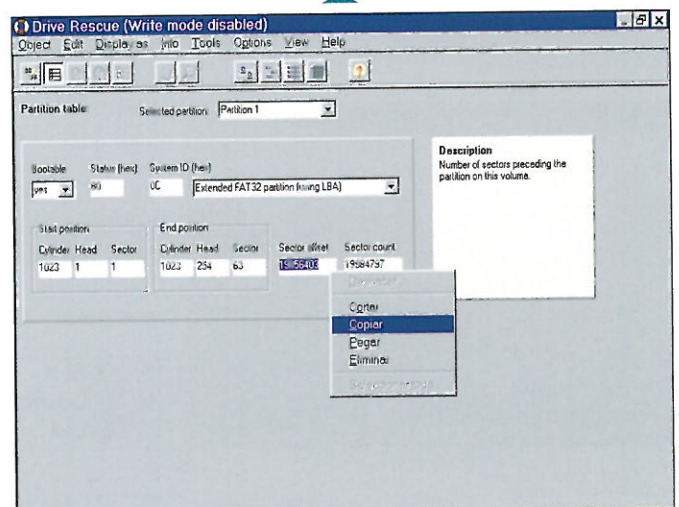 Drive Rescue (Write mode disabled)
Object Edit Display as Info Tools Options View Help
Partition table: Selected partition: Partition 1
Description
Number of sectors preceding the
partition on this volume.
Bootable Status (hex) System ID (hex)
yes 80 0C Extended FAT32 partition (using LBA)
Start position End position
Cylinder Head Sector Cylinder Head Sector Sector offset Sector count
1023 1 1 1023 254 63 19584797
Cortar
Copiar
Pegar
Eliminar